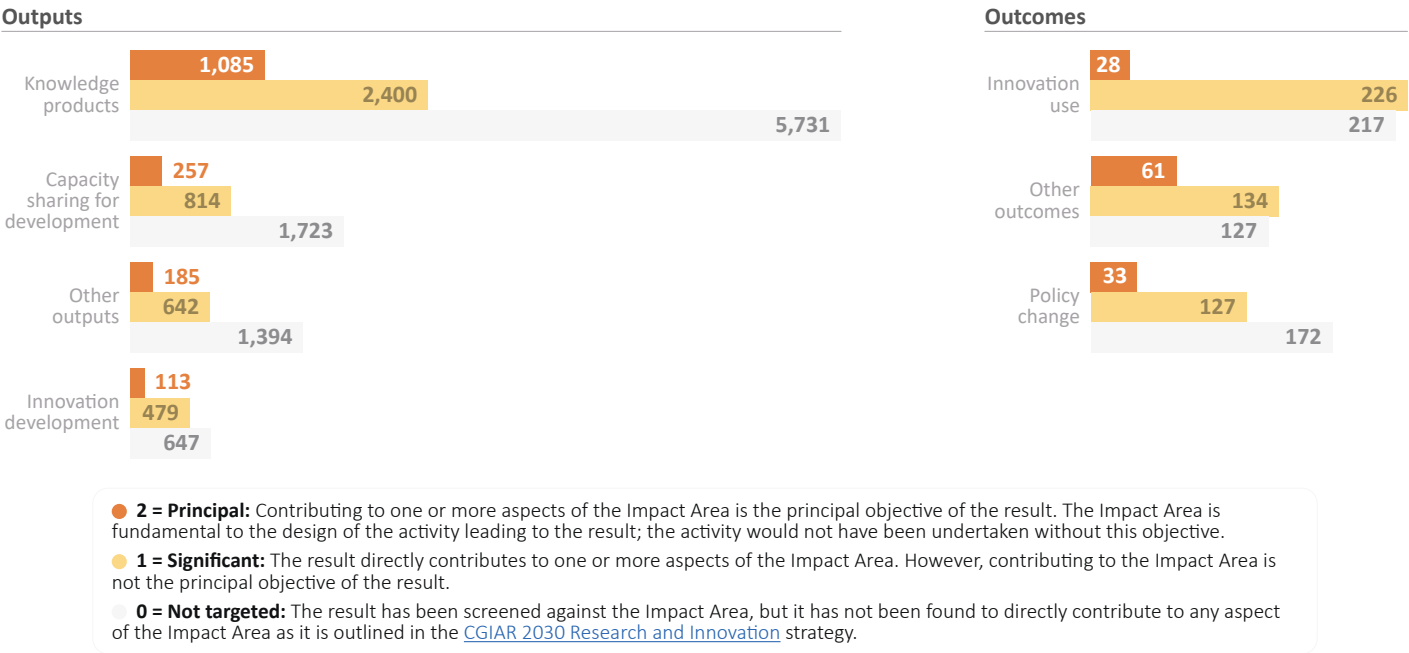 Outputs
Knowledge
products
1,085
2,400
5,731
Capacity
sharing for
development
257
814
1,723
Other
outputs
185
642
1,394
Innovation
development
113
479
647
Outcomes
Innovation
use
28
226
217
Other
outcomes
61
134
127
Policy
change
33
127
172
2 = Principal: Contributing to one or more aspects of the Impact Area is the principal objective of the result. The Impact Area is
fundamental to the design of the activity leading to the result; the activity would not have been undertaken without this objective.
1 = Significant: The result directly contributes to one or more aspects of the Impact Area. However, contributing to the Impact Area is
not the principal objective of the result.
0 = Not targeted: The result has been screened against the Impact Area, but it has not been found to directly contribute to any aspect
of the Impact Area as it is outlined in the CGIAR 2030 Research and Innovation strategy.